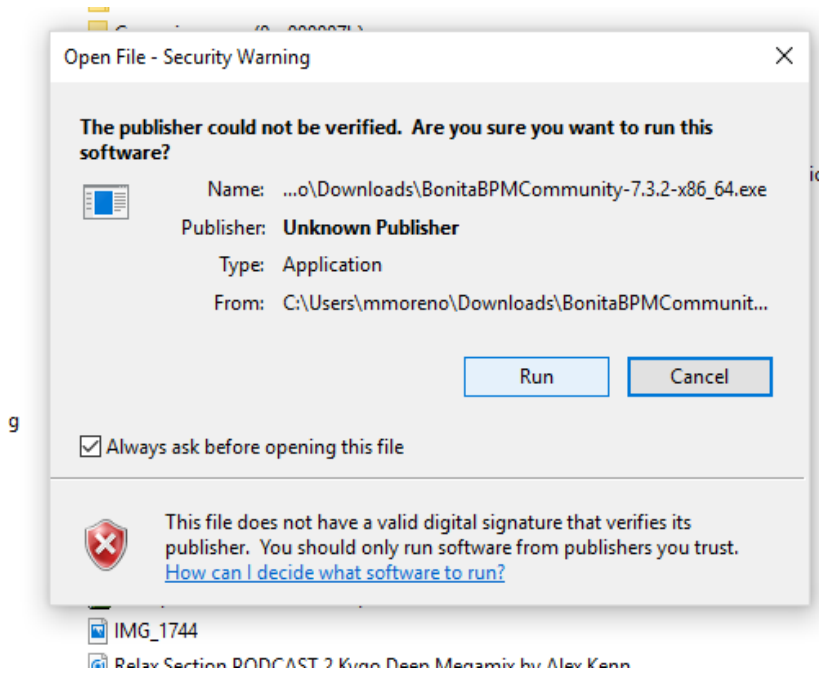 Open File - Security Warning
The publisher could not be verified. Are you sure you want to run this
software?
Name: ...o\Downloads\BonitaBPMCommunity-7.3.2-x86_64.exe
Publisher: Unknown Publisher
Type: Application
From: C:\Users\mmoreno\Downloads\BonitaBPMCommunit...
Run Cancel
g
Always ask before opening this file
This file does not have a valid digital signature that verifies its
publisher. You should only run software from publishers you trust.
How can I decide what software to run?
IMG_1744
Relax Section PODCAST 2 Kygo Deep Megamix by Alex Kenn